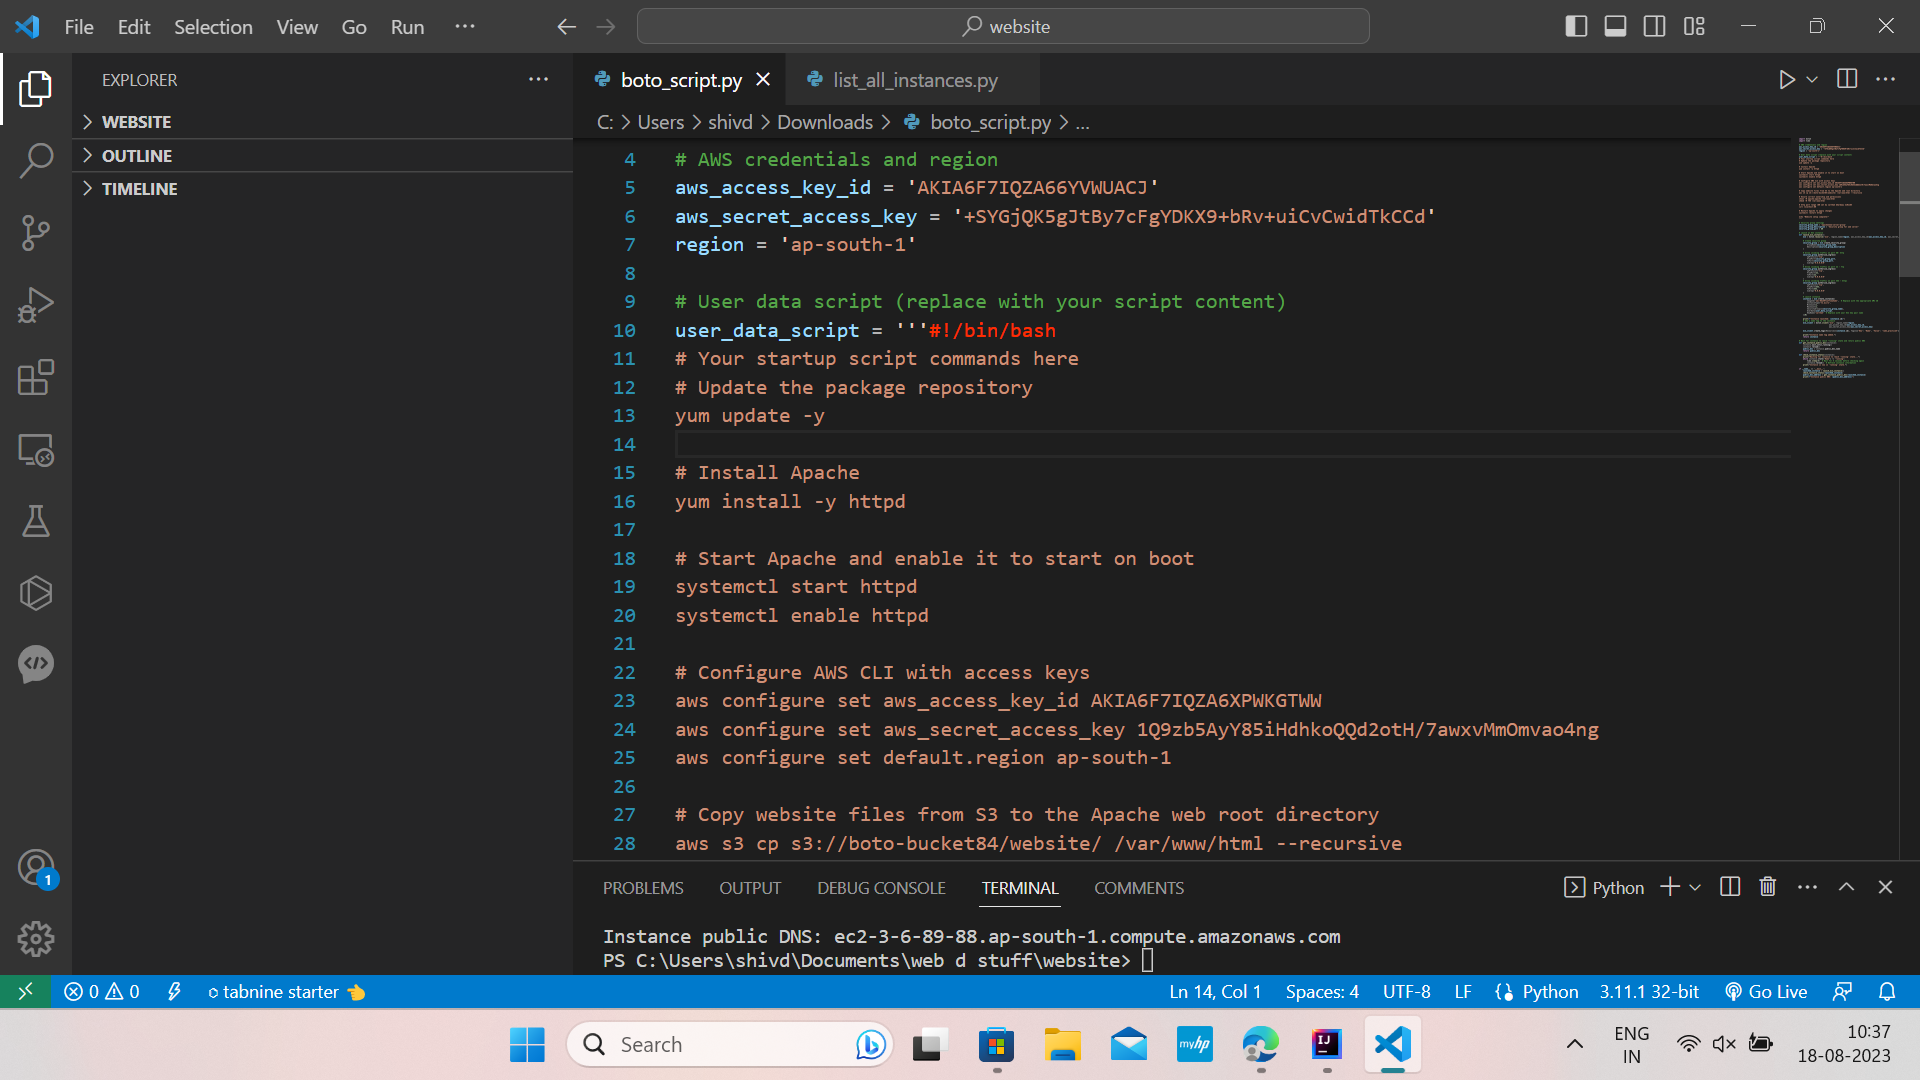 File Edit Selection View Go Run ...
website
EXPLORER
WEBSITE
OUTLINE
TIMELINE
boto_script.py
list_all_instances.py
C: > Users > shivd > Downloads > boto_script.py > ...
4 # AWS credentials and region
5 aws_access_key_id = 'AKIA6F7IQZA66YVWUACJ'
6 aws_secret_access_key = '+SYGjQK5gJtBy7cFgYDKX9+bRv+uiCvCwidTkCCd'
7 region = 'ap-south-1'
8
9 # User data script (replace with your script content)
10 user_data_script = '''#!/bin/bash
11 # Your startup script commands here
12 # Update the package repository
13 yum update -y
14
15 # Install Apache
16 yum install -y httpd
17
18 # Start Apache and enable it to start on boot
19 systemctl start httpd
20 systemctl enable httpd
21
22 # Configure AWS CLI with access keys
23 aws configure set aws_access_key_id AKIA6F7IQZA6XPWKGTWW
24 aws configure set aws_secret_access_key 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
25 aws configure set default.region ap-south-1
26
27 # Copy website files from S3 to the Apache web root directory
28 aws s3 cp s3://boto-bucket84/website/ /var/www/html --recursive
PROBLEMS OUTPUT DEBUG CONSOLE TERMINAL COMMENTS
Python
Instance public DNS: ec2-3-6-89-88.ap-south-1.compute.amazonaws.com
PS C:\Users\shivd\Documents\web d stuff\website>
1
0 0 tabnine starter
Ln 14, Col 1 Spaces: 4 UTF-8 LF Python 3.11.1 32-bit Go Live
Search
myhp
IJ
ENG
IN
10:37
18-08-2023